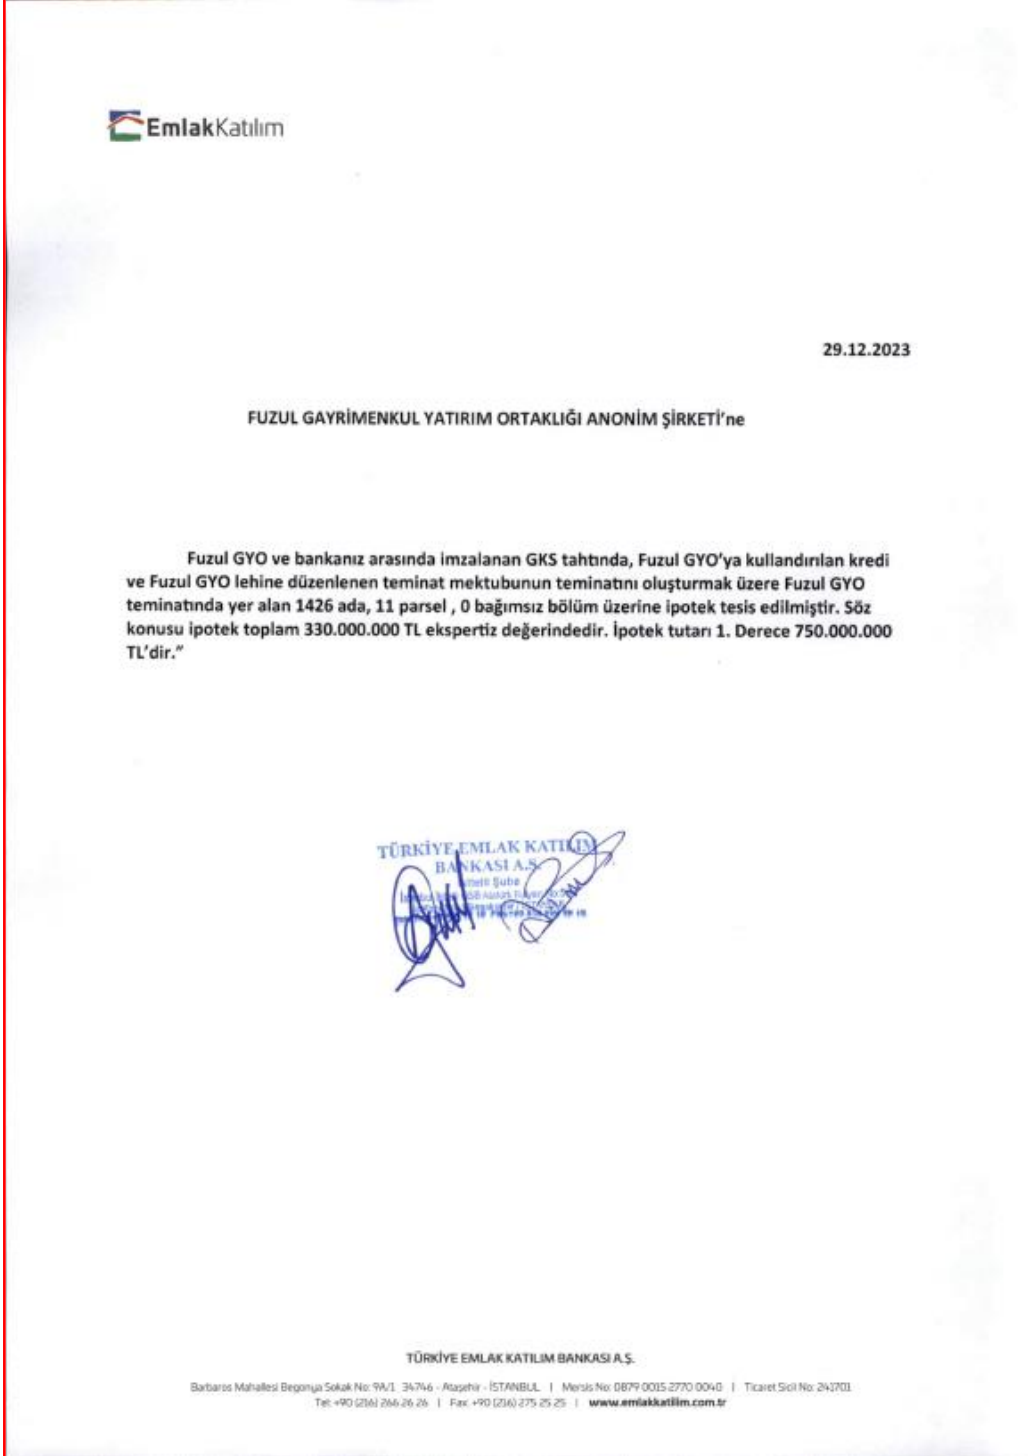 EmlakKatılım
29.12.2023
FUZUL GAYRİMENKUL YATIRIM ORTAKLIĞI ANONİM ŞİRKETİ'ne
Fuzul GYO ve bankanız arasında imzalanan GKS tahtında, Fuzul GYO'ya kullandırılan kredi
ve Fuzul GYO lehine düzenlenen teminat mektubunun teminatını oluşturmak üzere Fuzul GYO
teminatında yer alan 1426 ada, 11 parsel , 0 bağımsız bölüm üzerine ipotek tesis edilmiştir. Söz
konusu ipotek toplam 330.000.000 TL ekspertiz değerindedir. İpotek tutarı 1. Derece 750.000.000
TL'dir."
TÜRKİYE EMLAK KATILIM
BANKASI A.Ş.
Şube
TÜRKİYE EMLAK KATILIM BANKASI A.Ş.
Barbaros Mahallesi Begonya Sokak No: 9A/1 34746 - Ataşehir - İSTANBUL | Mersis No: 0879 0015 2770 0040 | Ticaret Sicil No: 241701
Tel: +90 (216) 266 26 26 | Fax: +90 (216) 275 25 25 | www.emlakkatilim.com.tr